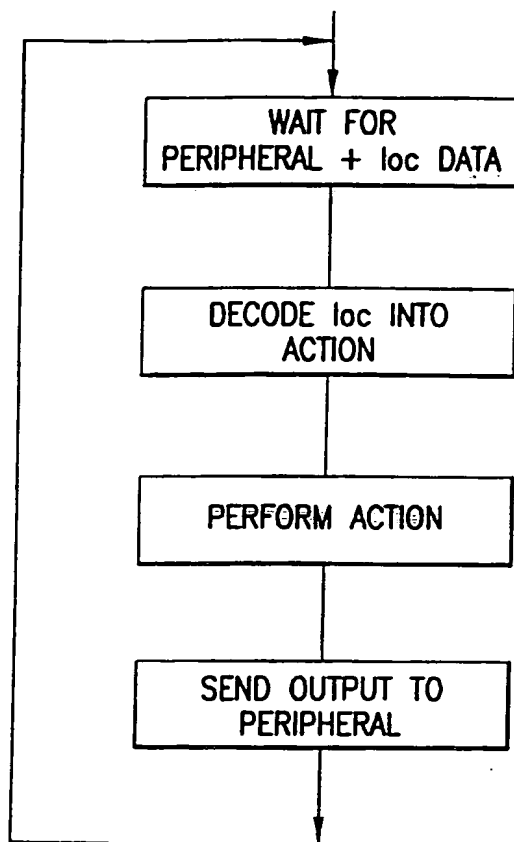 WAIT FOR
PERIPHERAL + loc DATA
DECODE loc INTO
ACTION
PERFORM ACTION
SEND OUTPUT TO
PERIPHERAL